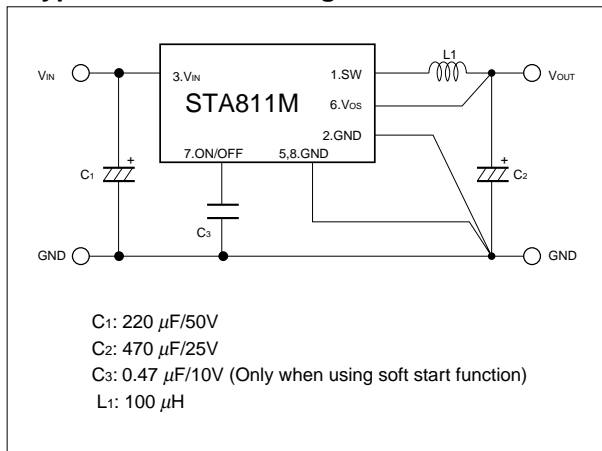 VIN
3.VIN
1.SW
L1
VOUT
STA811M
6.VOS
2.GND
7.ON/OFF
5,8.GND
+
C1
+
C2
C3
GND
GND
C1: 220 μF/50V
C2: 470 μF/25V
C3: 0.47 μF/10V (Only when using soft start function)
L1: 100 μH